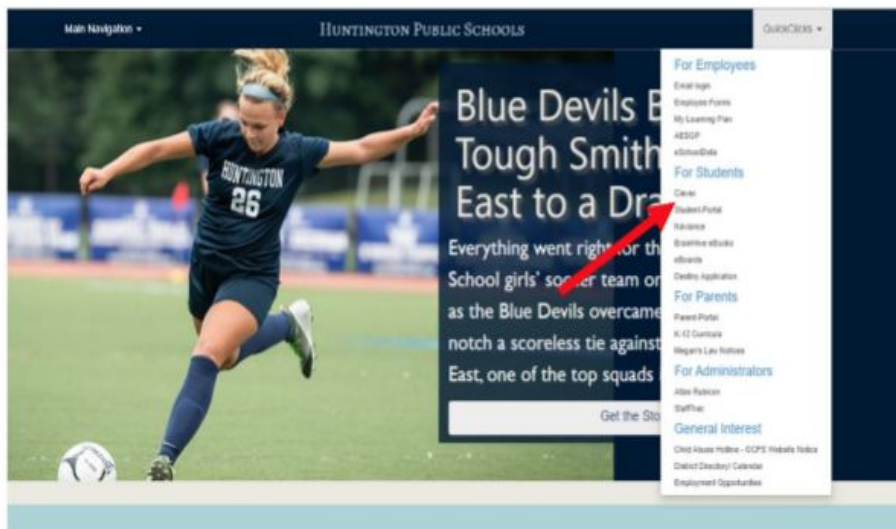 Main Navigation
HUNTINGTON PUBLIC SCHOOLS
QuickClicks
HUNTINGTON
26
Blue Devils B
Tough Smith
East to a Dra
Everything went right for th
School girls' soccer team on
as the Blue Devils overcame
notch a scoreless tie against
East, one of the top squads
Get the Sto
For Employees
Email login
Employee Forms
My Learning Plan
AESOP
eSchoolData
For Students
Canvas
Student-Portal
Naviance
BrainHive eBooks
eBoards
Destiny Application
For Parents
Parent-Portal
K-12 Curricula
Megan's Law Notices
For Administrators
Atlas Rubicon
StaffTrac
General Interest
Child Abuse Hotline - OCFS Website Notice
District Directory/ Calendar
Employment Opportunities